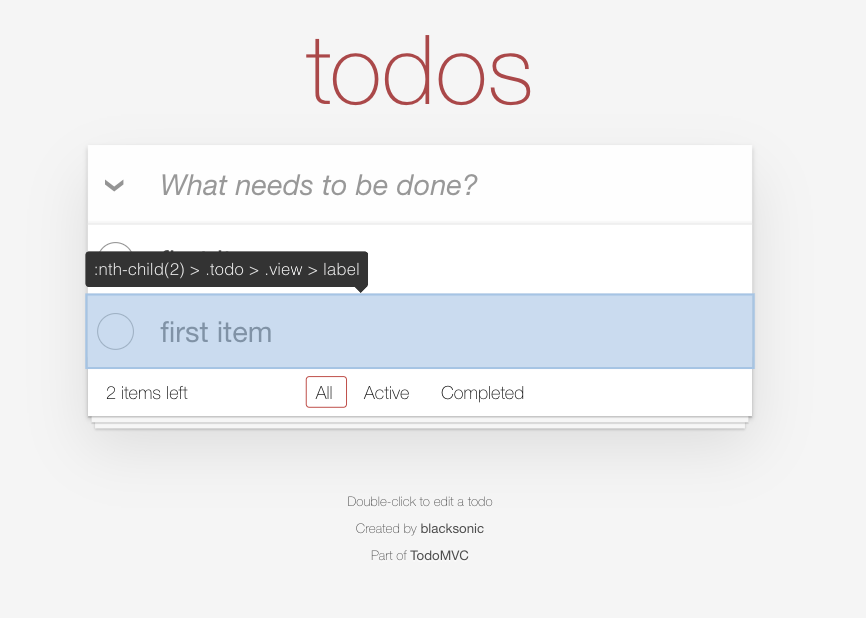 todos
What needs to be done?
:nth-child(2) > .todo > .view > label
first item
2 items left All Active Completed
Double-click to edit a todo
Created by blacksonic
Part of TodoMVC